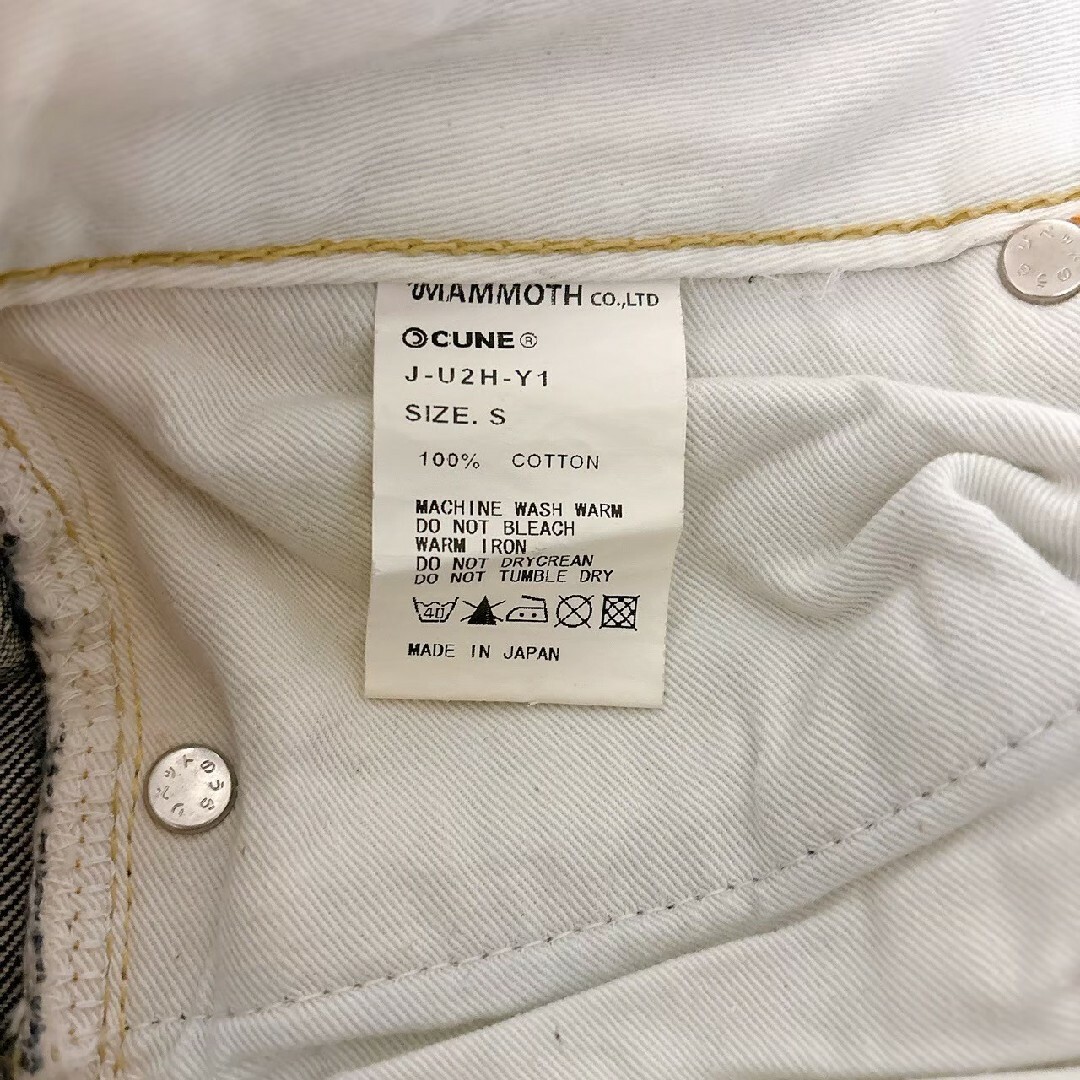 MAMMOTH CO.,LTD
CUNE®
J-U2H-Y1
SIZE. S
100% COTTON
MACHINE WASH WARM
DO NOT BLEACH
WARM IRON
DO NOT DRYCREAN
DO NOT TUMBLE DRY
40
MADE IN JAPAN